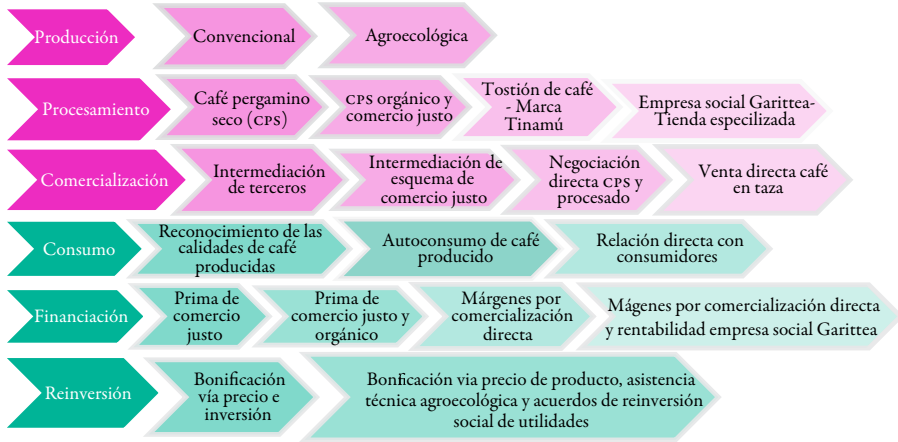 Producción
Convencional
Agroecológica
Procesamiento
Café pergamino
seco (CPS)
CPS orgánico y
comercio justo
Tostión de café
- Marca
Tinamú
Empresa social Garittea-
Tienda especilizada
Comercialización
Intermediación
de terceros
Intermediación de
esquema de
comercio justo
Negociación
directa CPS y
procesado
Venta directa café
en taza
Consumo
Reconocimiento de las
calidades de café
producidas
Autoconsumo de café
producido
Relación directa con
consumidores
Financiación
Prima de
comercio
justo
Prima de
comercio justo y
orgánico
Márgenes por
comercialización
directa
Mágenes por comercialización directa
y rentabilidad empresa social Garittea
Reinversión
Bonificación
vía precio e
inversión
Bonificación via precio de producto, asistencia
técnica agroecológica y acuerdos de reinversión
social de utilidades